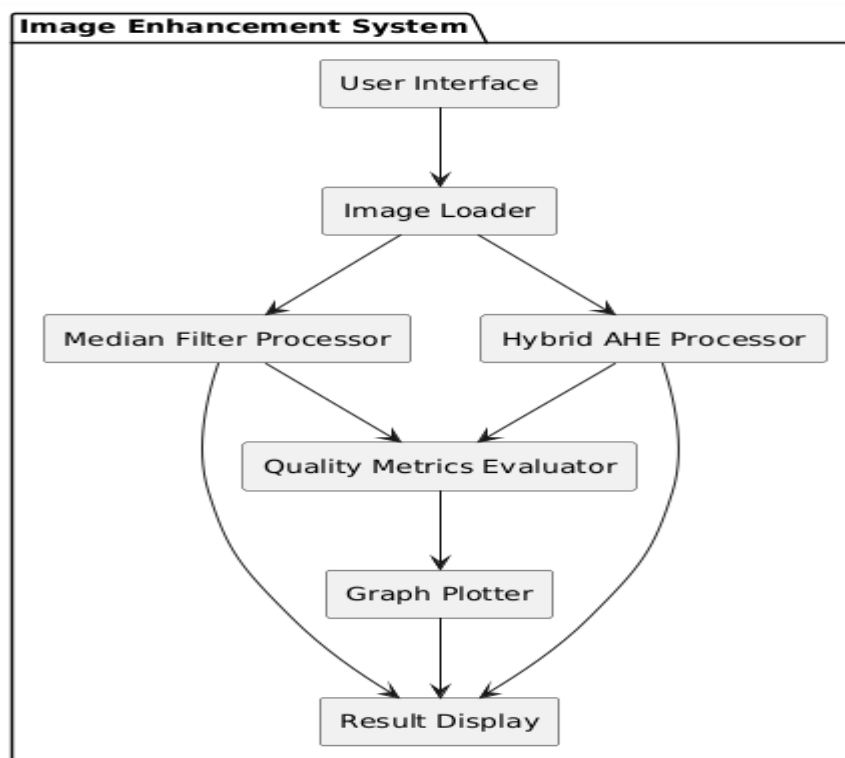 Image Enhancement System
User Interface
Image Loader
Median Filter Processor
Hybrid AHE Processor
Quality Metrics Evaluator
Graph Plotter
Result Display